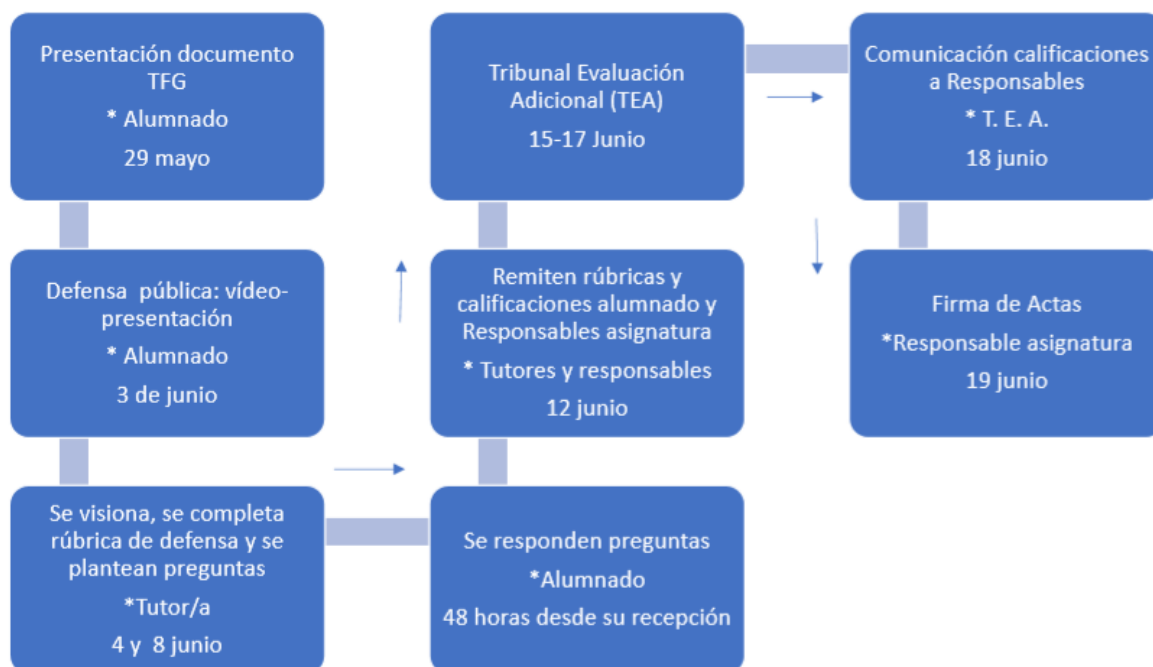 Presentación documento
TFG
* Alumnado
29 mayo
Defensa pública: vídeo-
presentación
* Alumnado
3 de junio
Se visiona, se completa
rúbrica de defensa y se
plantean preguntas
*Tutor/a
4 y 8 junio
Se responden preguntas
*Alumnado
48 horas desde su recepción
Remiten rúbricas y
calificaciones alumnado y
Responsables asignatura
* Tutores y responsables
12 junio
Tribunal Evaluación
Adicional (TEA)
15-17 Junio
Comunicación calificaciones
a Responsables
* T. E. A.
18 junio
Firma de Actas
*Responsable asignatura
19 junio